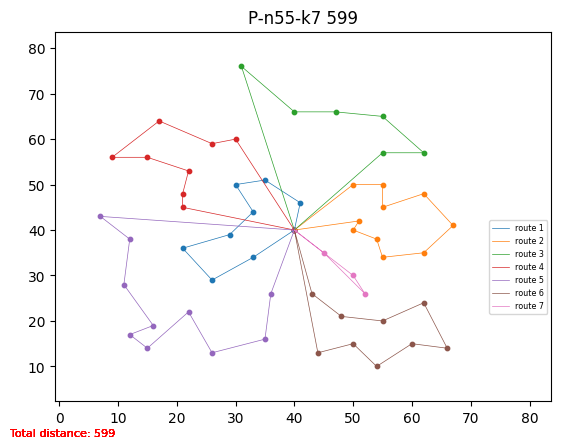 P-n55-k7 599
80
70
60
50
40
30
20
10
0 10 20 30 40 50 60 70 80
route 1
route 2
route 3
route 4
route 5
route 6
route 7
Total distance: 599